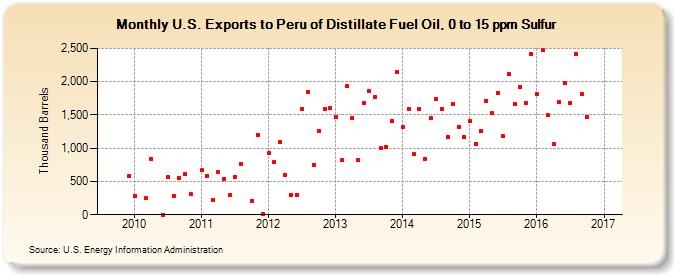 Monthly U.S. Exports to Peru of Distillate Fuel Oil, 0 to 15 ppm Sulfur
Thousand Barrels
2,500
2,000
1,500
1,000
500
0
2010 2011 2012 2013 2014 2015 2016 2017
Source: U.S. Energy Information Administration